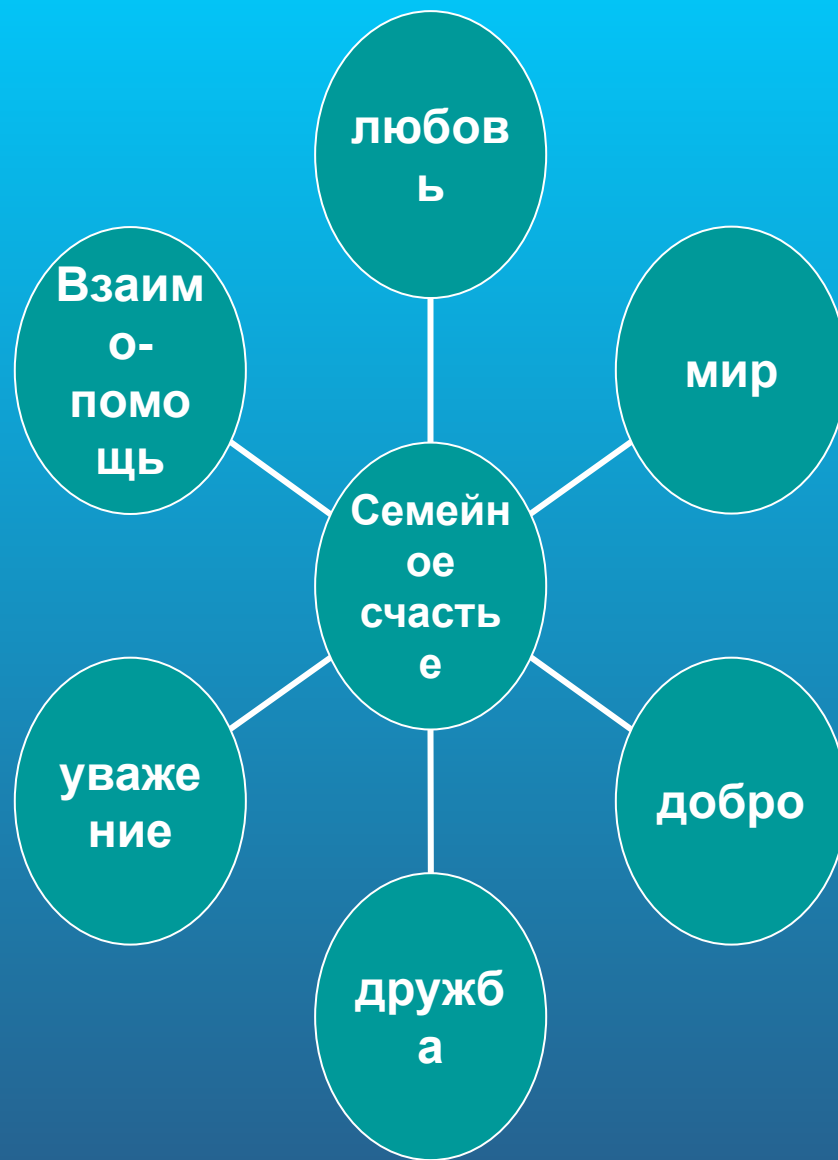 любов
ь
Взаим
о-
помо
щь
мир
Семейн
ое
счасть
е
уваже
ние
добро
дружб
а